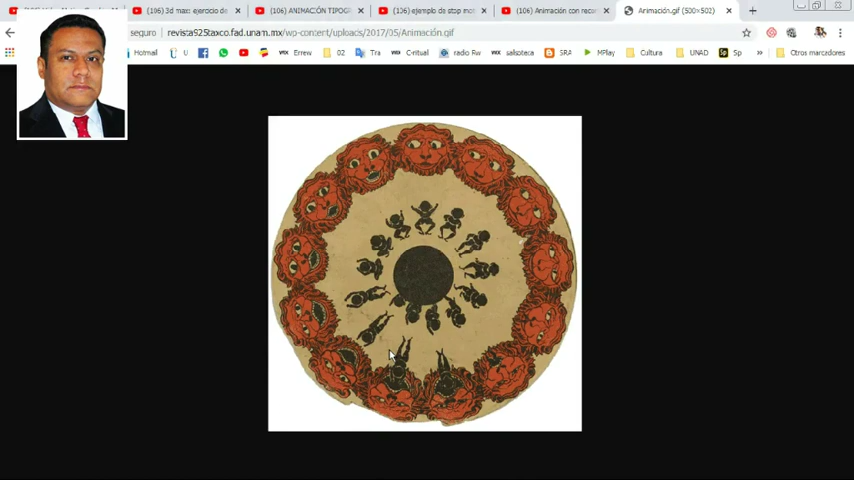 (106) 3d max: ejercicio de
(106) ANIMACIÓN TIPOGR
(106) ejemplo de stop mo
(106) Animación con reco
Animación.gif (500×502)
seguro | revista925taxco.fad.unam.mx/wp-content/uploads/2017/05/Animación.gif
Hotmail
U
Errew
02
Tra
C-ritual
radio Rw
salsoteca
SRA
MPlay
Cultura
UNAD
Sp
»
Otros marcadores